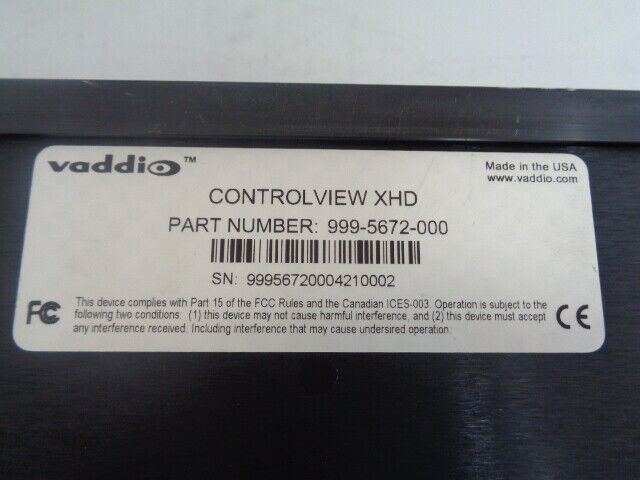 vaddio™
Made in the USA
www.vaddio.com
CONTROLVIEW XHD
PART NUMBER: 999-5672-000
SN: 99956720004210002
FC
This device complies with Part 15 of the FCC Rules and the Canadian ICES-003. Operation is subject to the
following two conditions: (1) this device may not cause harmful interference, and (2) this device must accept
any interference received. Including interference that may cause undersired operation.
CE